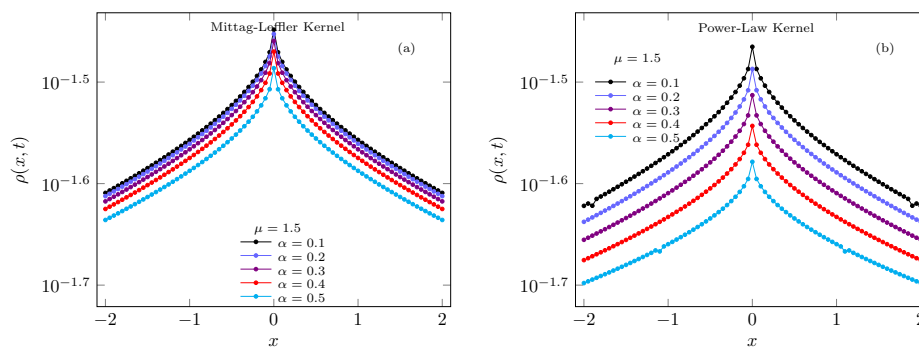 Mittag-Leffler Kernel
(a)
10^−1.5
10^−1.6
10^−1.7
ρ(x, t)
μ = 1.5
α = 0.1
α = 0.2
α = 0.3
α = 0.4
α = 0.5
−2 −1 0 1 2
x
Power-Law Kernel
(b)
μ = 1.5
α = 0.1
α = 0.2
α = 0.3
α = 0.4
α = 0.5
10^−1.5
10^−1.6
10^−1.7
ρ(x, t)
−2 −1 0 1 2
x